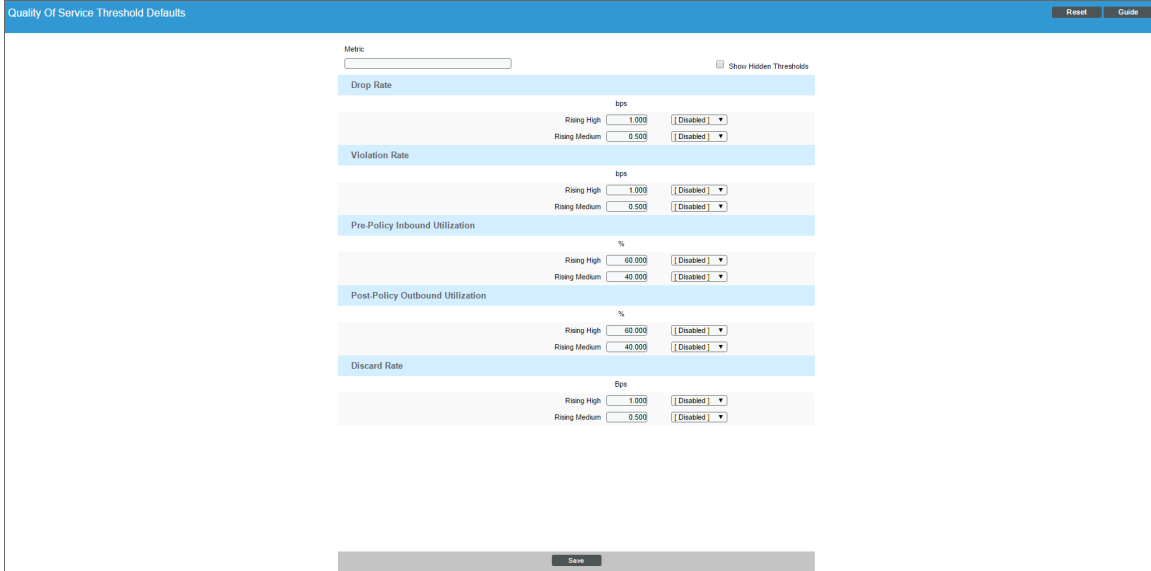 Quality Of Service Threshold Defaults
Reset Guide
Metric
Show Hidden Thresholds
Drop Rate
bps
Rising High 1.000 [ Disabled ]
Rising Medium 0.500 [ Disabled ]
Violation Rate
bps
Rising High 1.000 [ Disabled ]
Rising Medium 0.500 [ Disabled ]
Pre-Policy Inbound Utilization
%
Rising High 60.000 [ Disabled ]
Rising Medium 40.000 [ Disabled ]
Post-Policy Outbound Utilization
%
Rising High 60.000 [ Disabled ]
Rising Medium 40.000 [ Disabled ]
Discard Rate
Bps
Rising High 1.000 [ Disabled ]
Rising Medium 0.500 [ Disabled ]
Save